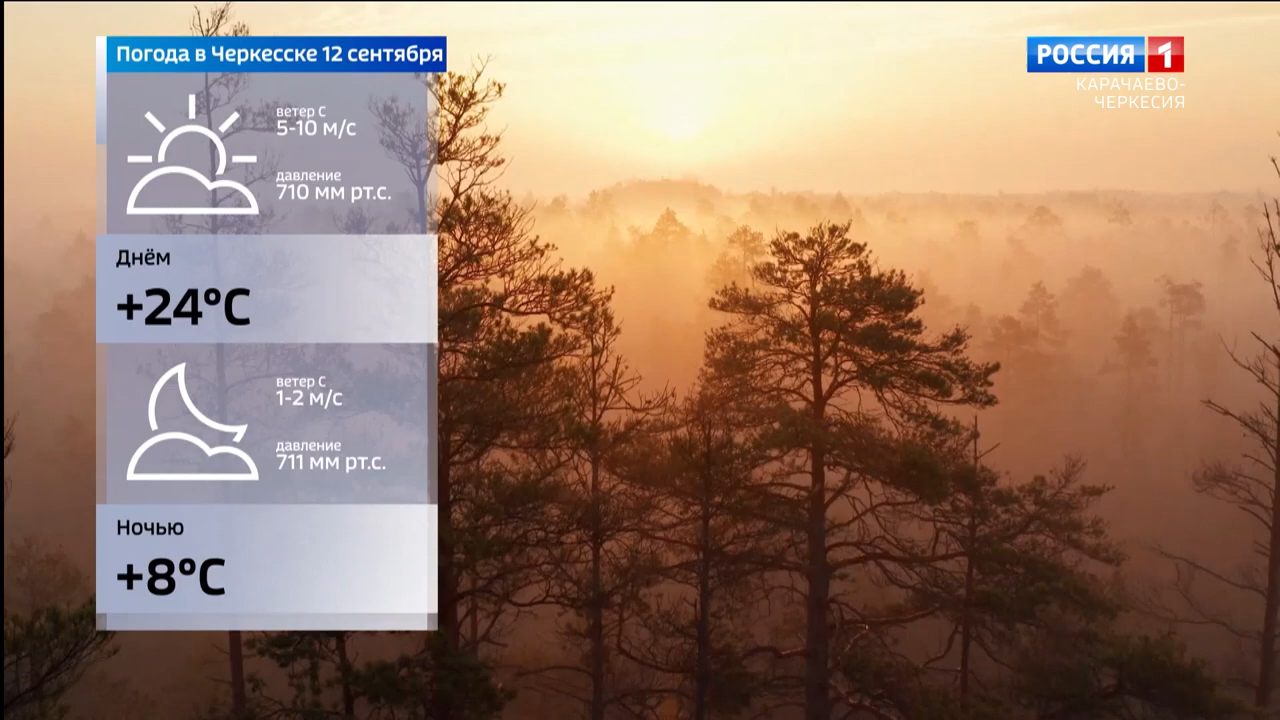 Погода в Черкесске 12 сентября
РОССИЯ 1
КАРАЧАЕВО-
ЧЕРКЕСИЯ
ветер С
5-10 м/с
давление
710 мм рт.с.
Днём
+24°C
ветер С
1-2 м/с
давление
711 мм рт.с.
Ночью
+8°C